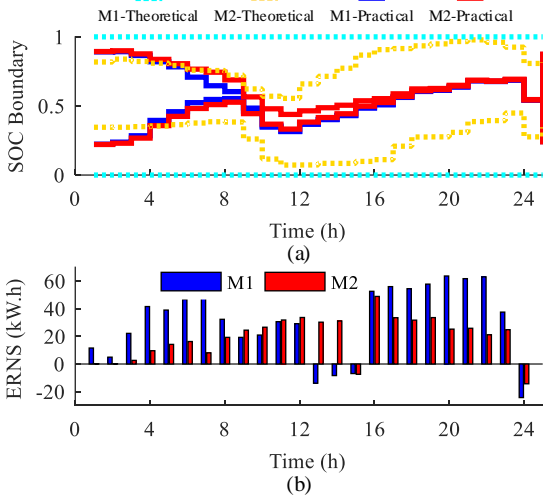 M1-Theoretical M2-Theoretical M1-Practical M2-Practical
1
0.5
0
SOC Boundary
0 4 8 12 16 20 24
Time (h)
(a)
60
40
20
0
-20
ERNS (kW.h)
M1 M2
0 4 8 12 16 20 24
Time (h)
(b)